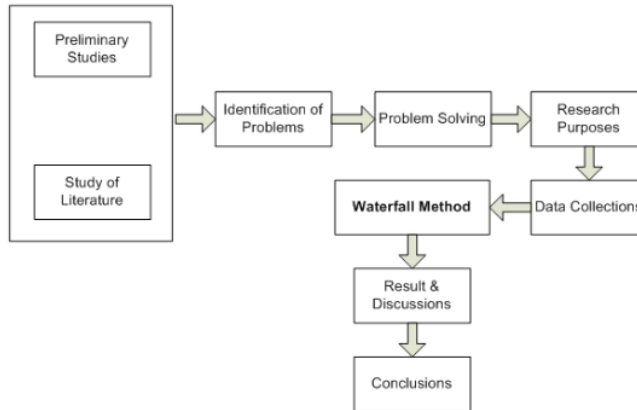 Preliminary
Studies
Study of
Literature
Identification of
Problems
Problem Solving
Research
Purposes
Data Collections
Waterfall Method
Result &
Discussions
Conclusions